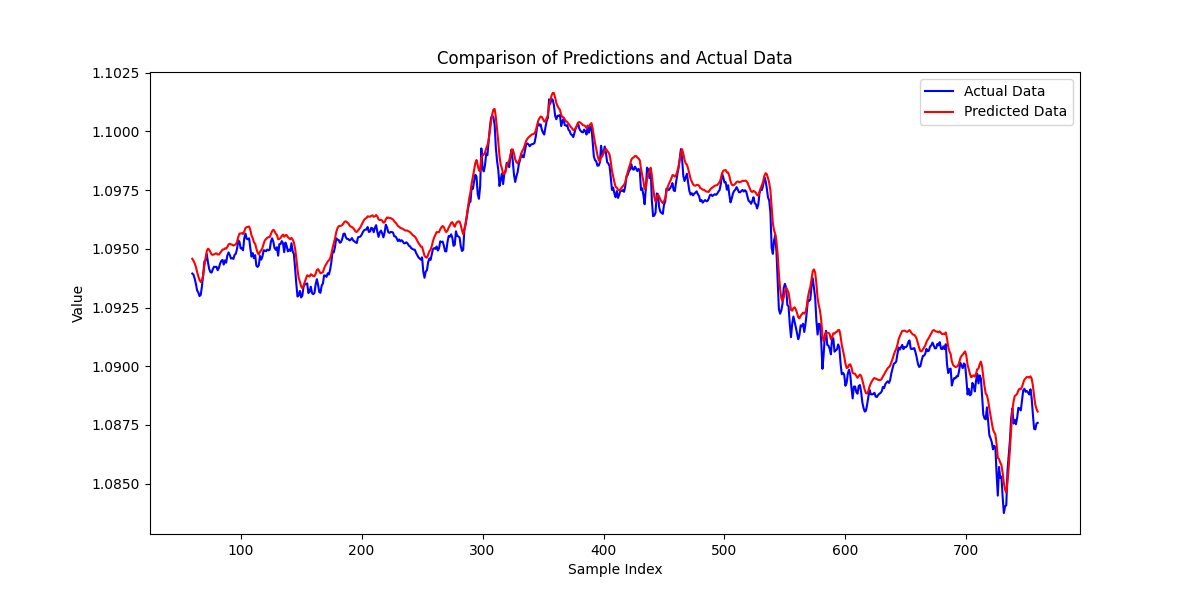 Comparison of Predictions and Actual Data
Actual Data
Predicted Data
Value
1.1025
1.1000
1.0975
1.0950
1.0925
1.0900
1.0875
1.0850
100 200 300 400 500 600 700
Sample Index